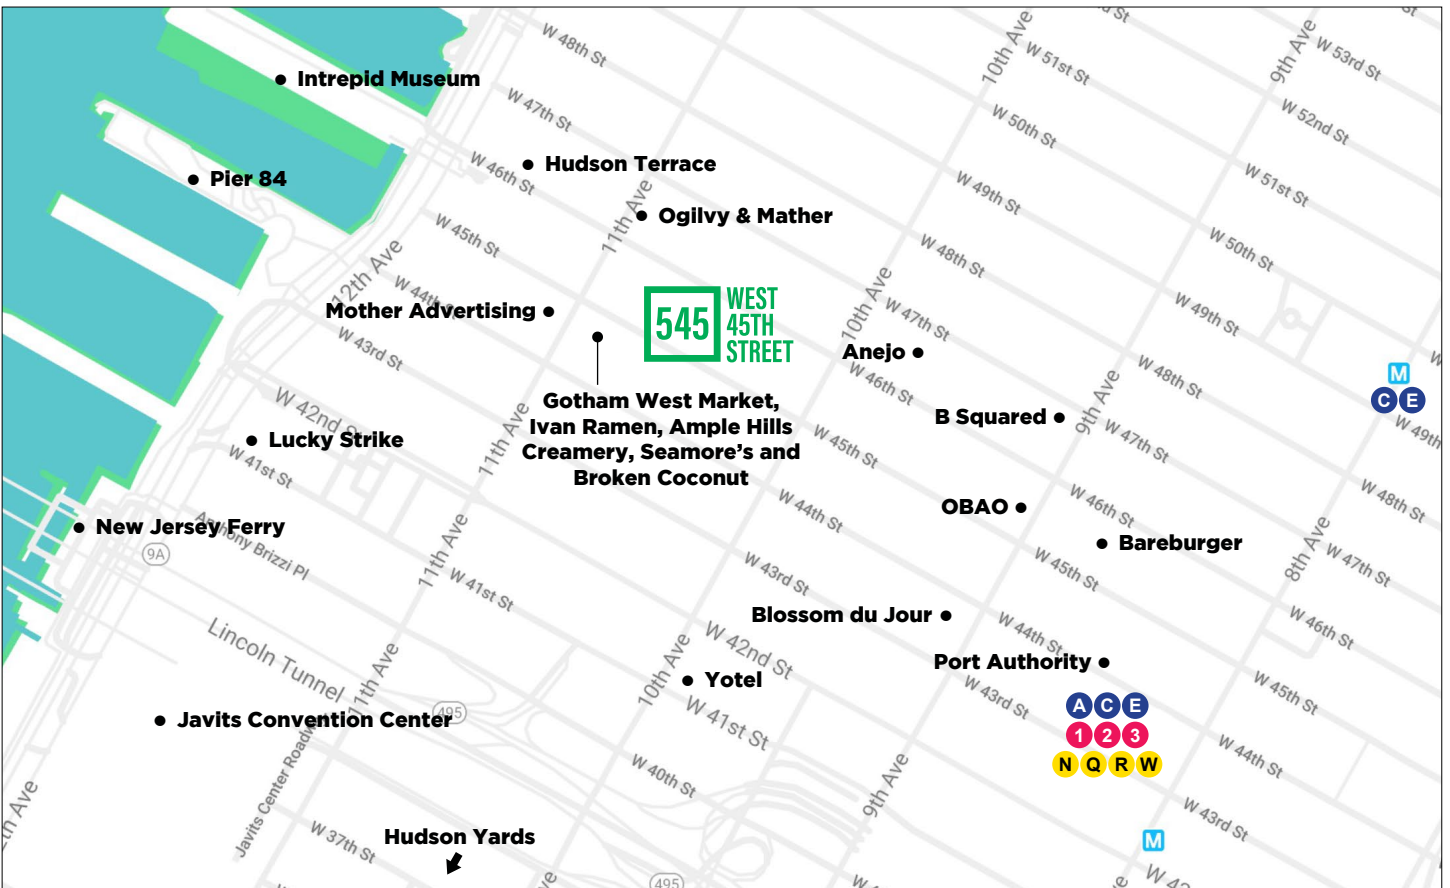 W 48th St
10th Ave
W 51st St
9th Ave
W 53rd St
Intrepid Museum
W 47th St
W 50th St
W 52nd St
Hudson Terrace
W 46th St
Pier 84
11th Ave
Ogilvy & Mather
W 49th St
W 51st St
W 45th St
W 48th St
W 50th St
12th Ave
W 44th St
Mother Advertising
545
WEST
45TH
STREET
10th Ave
W 47th St
W 49th St
W 43rd St
Anejo
W 46th St
W 48th St
M
C E
Gotham West Market,
Ivan Ramen, Ample Hills
Creamery, Seamore's and
Broken Coconut
W 42nd St
Lucky Strike
W 41st St
11th Ave
B Squared
9th Ave
W 45th St
W 47th St
W 49th
W 44th St
OBAO
W 46th St
W 48th St
New Jersey Ferry
Anthony Brizzi Pl
9A
11th Ave
Bareburger
W 45th St
8th Ave
W 47th St
W 41st St
W 43rd St
Blossom du Jour
W 44th St
W 46th St
Lincoln Tunnel
W 42nd St
Port Authority
11th Ave
10th Ave
Yotel
W 43rd St
W 45th St
Javits Convention Center
495
W 41st St
A C E
1 2 3
N Q R W
W 44th St
Javits Center Roadway
W 40th St
9th Ave
W 43rd St
W 37th St
Hudson Yards
M
495